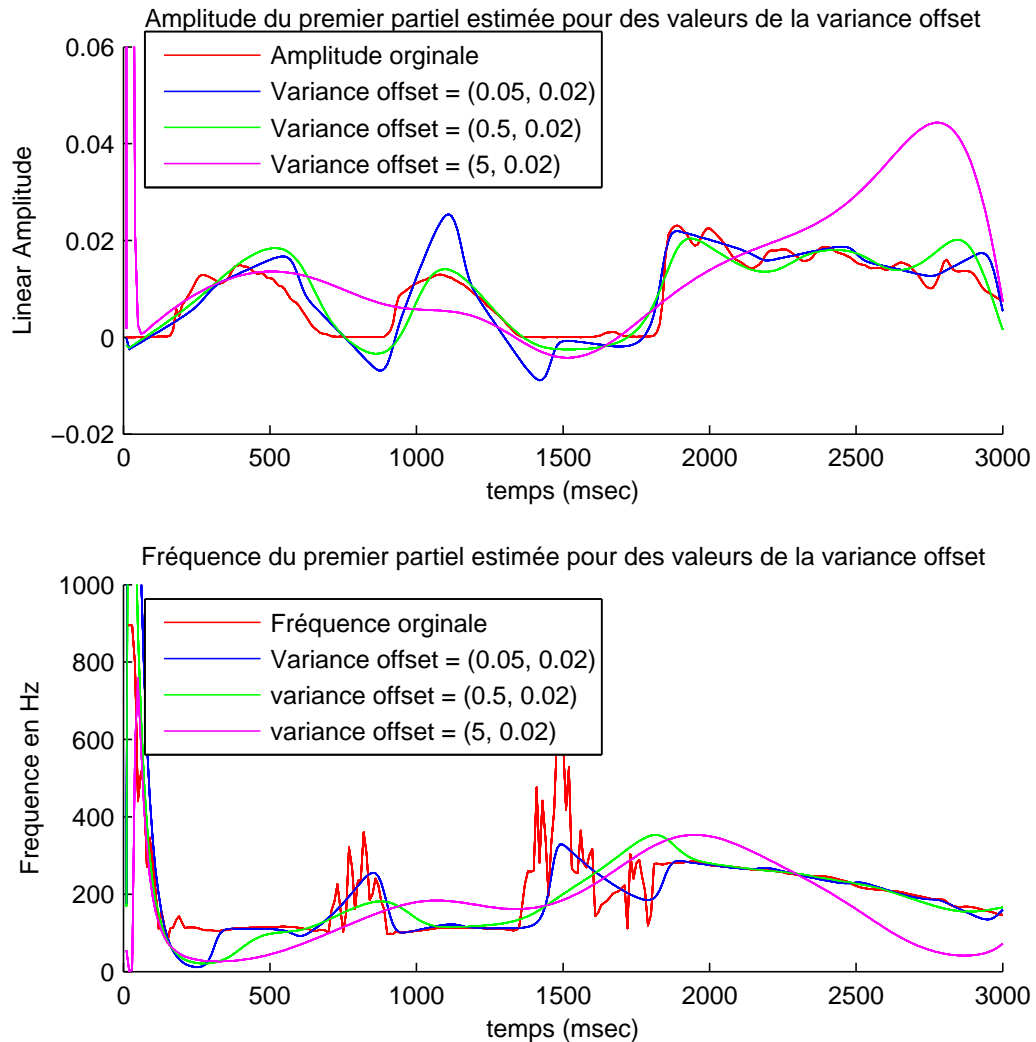 Amplitude du premier partiel estimée pour des valeurs de la variance offset
0.06
0.04
0.02
0
−0.02
Linear Amplitude
Amplitude orginale
Variance offset = (0.05, 0.02)
Variance offset = (0.5, 0.02)
Variance offset = (5, 0.02)
0 500 1000 1500 2000 2500 3000
temps (msec)
Fréquence du premier partiel estimée pour des valeurs de la variance offset
1000
800
600
400
200
0
Frequence en Hz
Fréquence orginale
Variance offset = (0.05, 0.02)
variance offset = (0.5, 0.02)
variance offset = (5, 0.02)
0 500 1000 1500 2000 2500 3000
temps (msec)